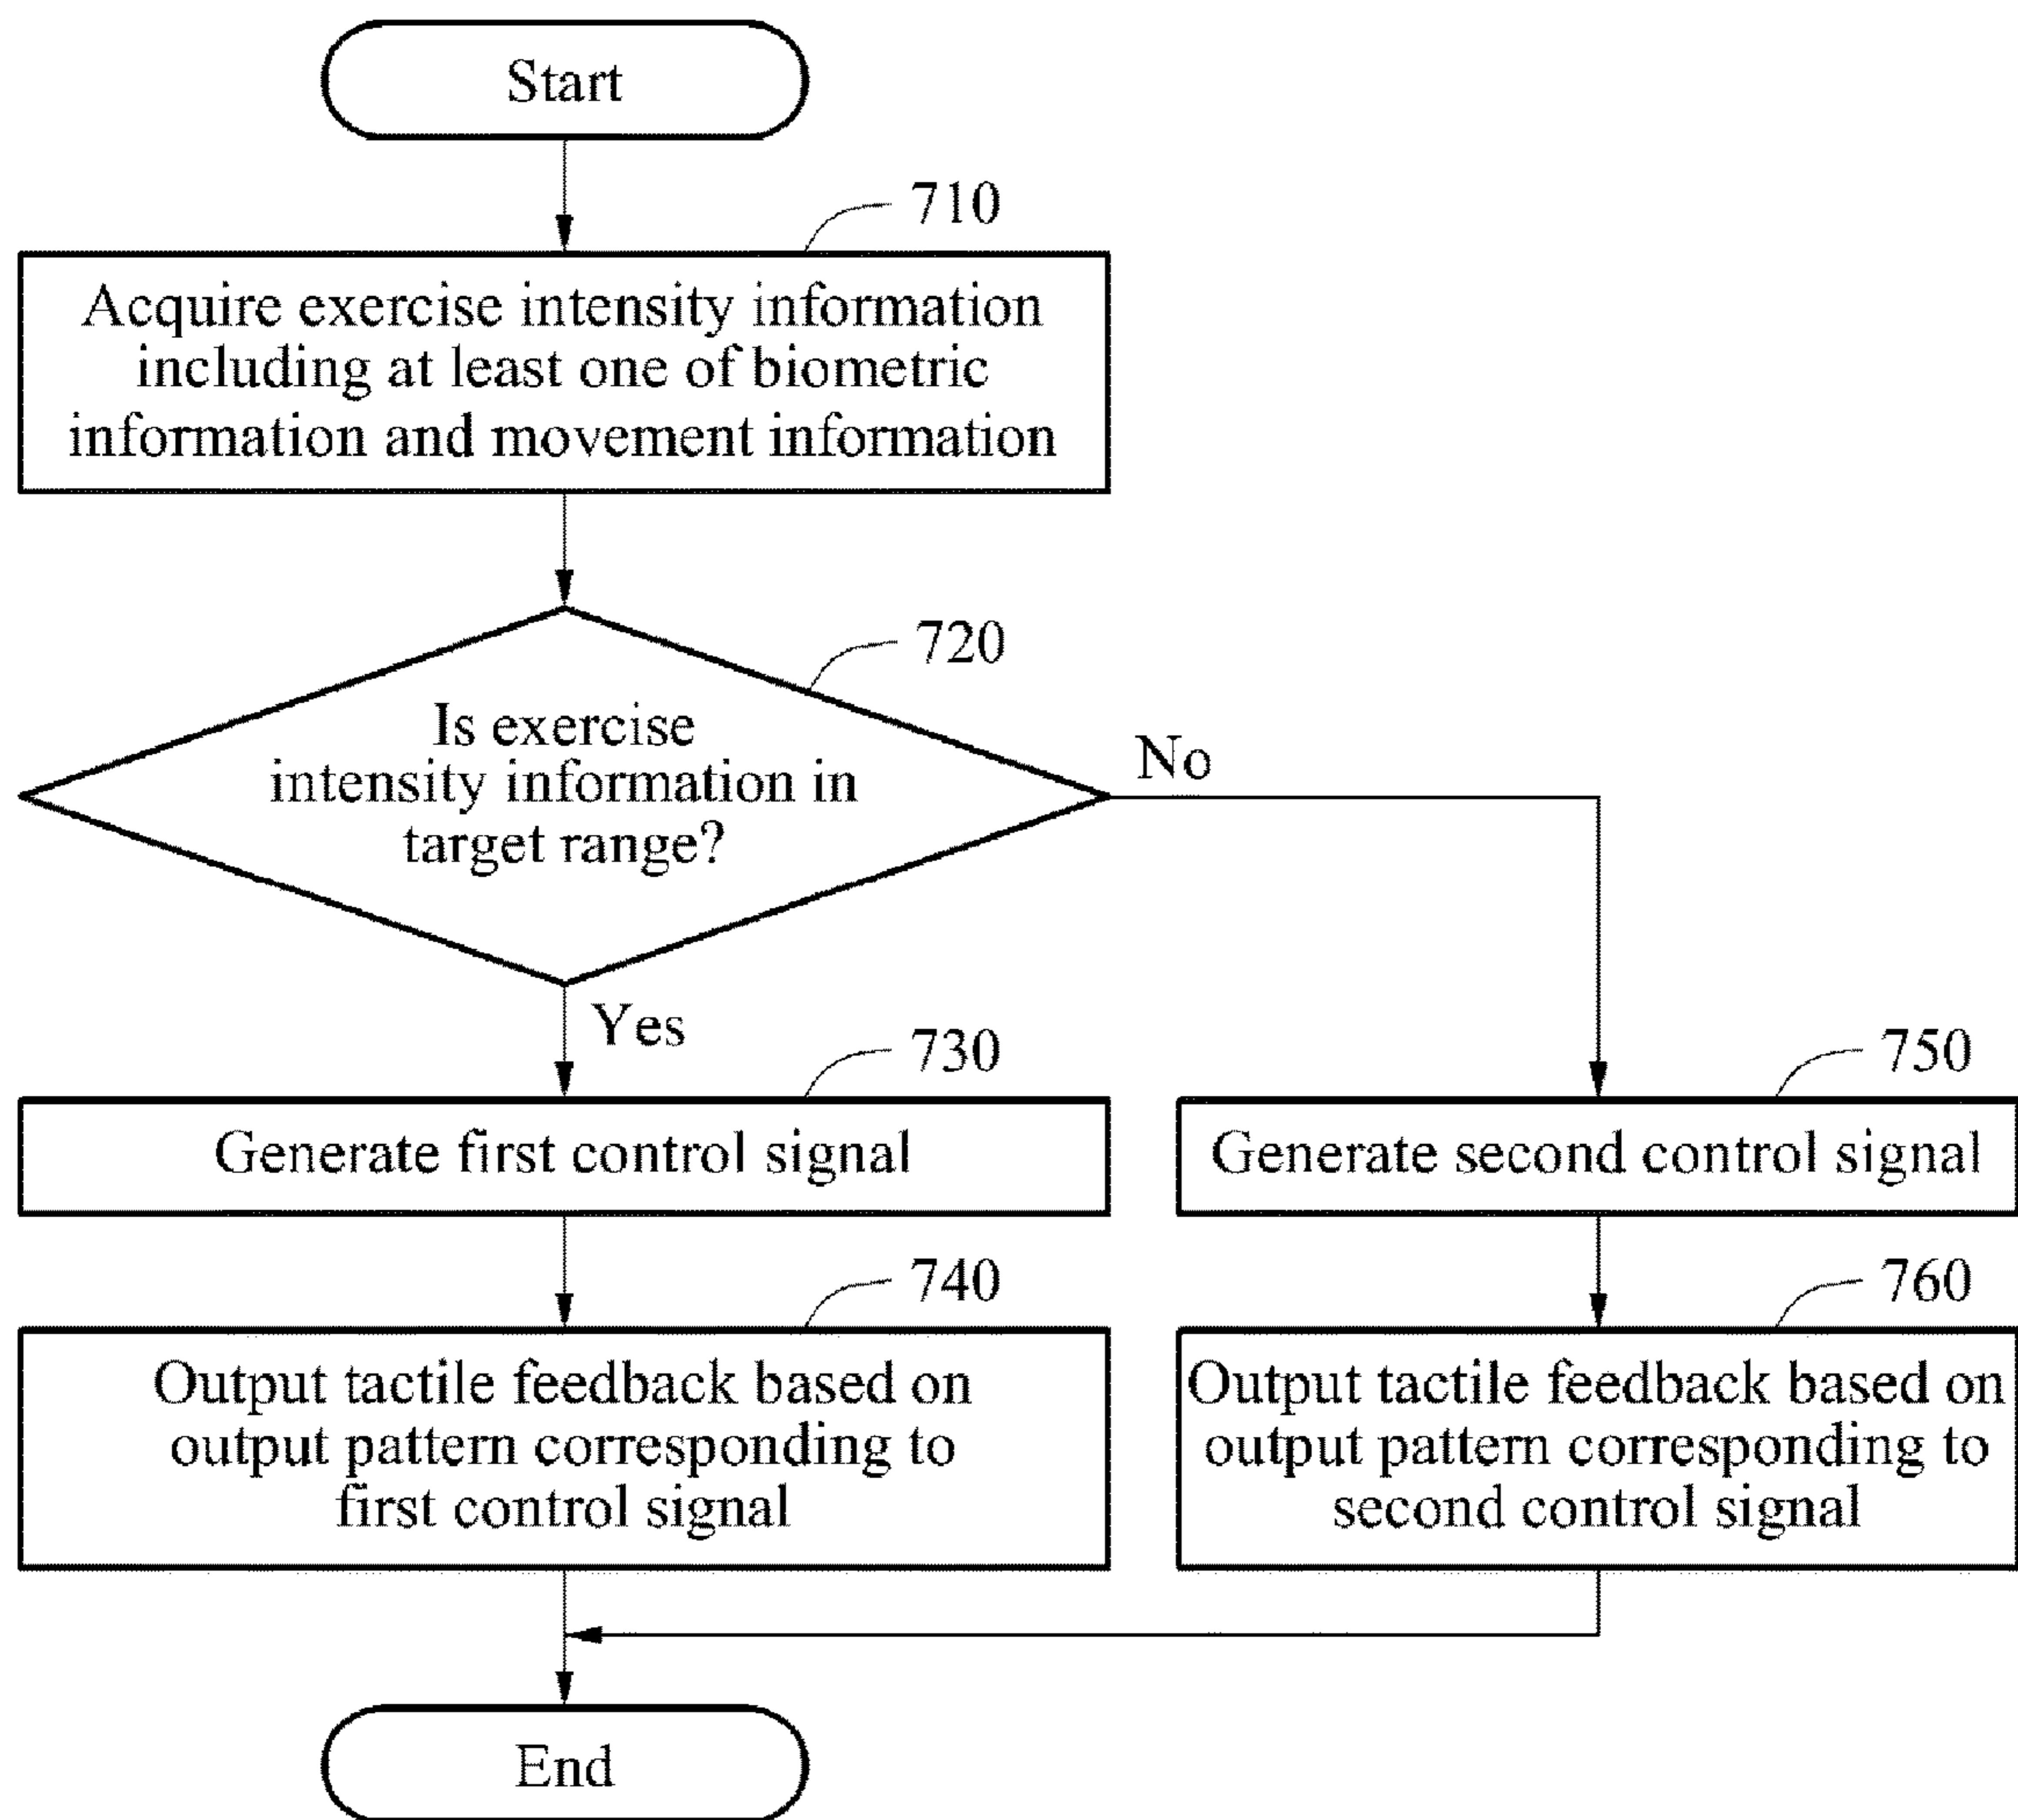 Start
710
Acquire exercise intensity information
including at least one of biometric
information and movement information
720
Is exercise
intensity information in
target range?
No
Yes
730
Generate first control signal
750
Generate second control signal
740
Output tactile feedback based on
output pattern corresponding to
first control signal
760
Output tactile feedback based on
output pattern corresponding to
second control signal
End